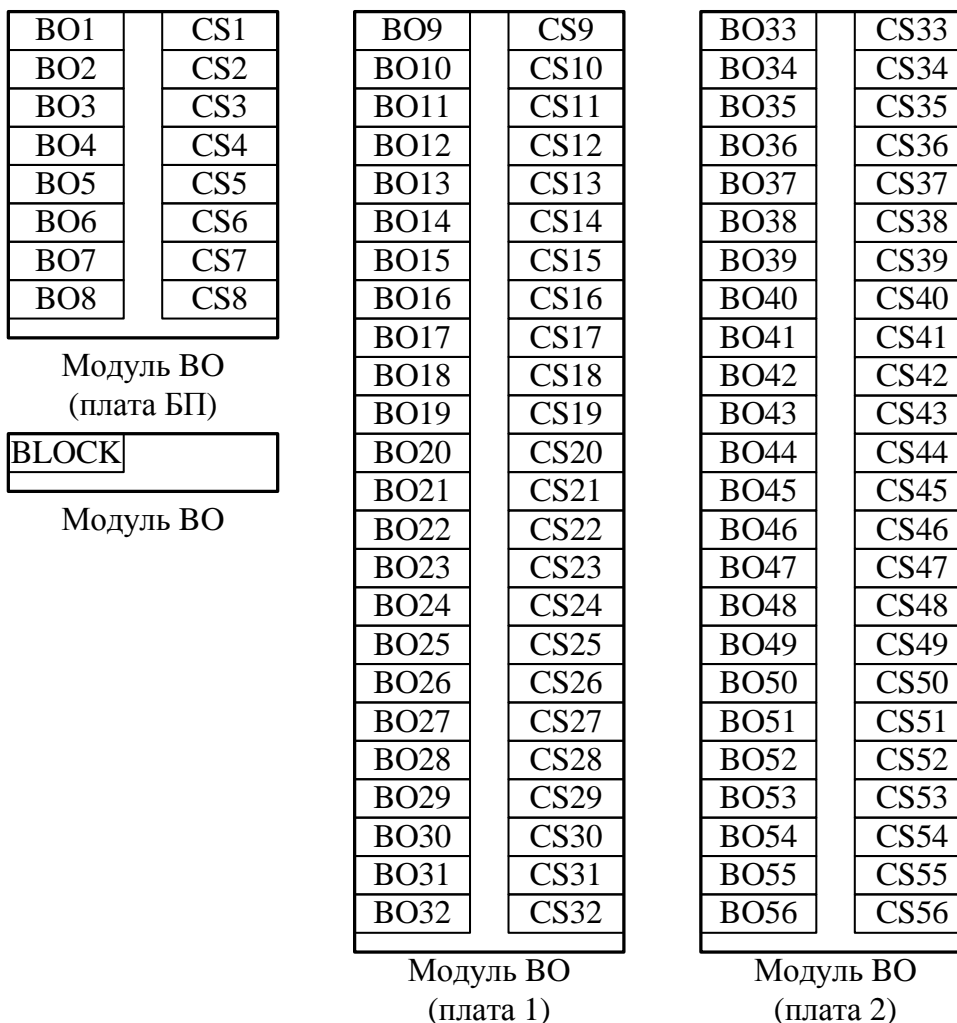 BO1 CS1
BO2 CS2
BO3 CS3
BO4 CS4
BO5 CS5
BO6 CS6
BO7 CS7
BO8 CS8
Модуль BO
(плата БП)
BLOCK
Модуль BO
BO9 CS9
BO10 CS10
BO11 CS11
BO12 CS12
BO13 CS13
BO14 CS14
BO15 CS15
BO16 CS16
BO17 CS17
BO18 CS18
BO19 CS19
BO20 CS20
BO21 CS21
BO22 CS22
BO23 CS23
BO24 CS24
BO25 CS25
BO26 CS26
BO27 CS27
BO28 CS28
BO29 CS29
BO30 CS30
BO31 CS31
BO32 CS32
Модуль BO
(плата 1)
BO33 CS33
BO34 CS34
BO35 CS35
BO36 CS36
BO37 CS37
BO38 CS38
BO39 CS39
BO40 CS40
BO41 CS41
BO42 CS42
BO43 CS43
BO44 CS44
BO45 CS45
BO46 CS46
BO47 CS47
BO48 CS48
BO49 CS49
BO50 CS50
BO51 CS51
BO52 CS52
BO53 CS53
BO54 CS54
BO55 CS55
BO56 CS56
Модуль BO
(плата 2)